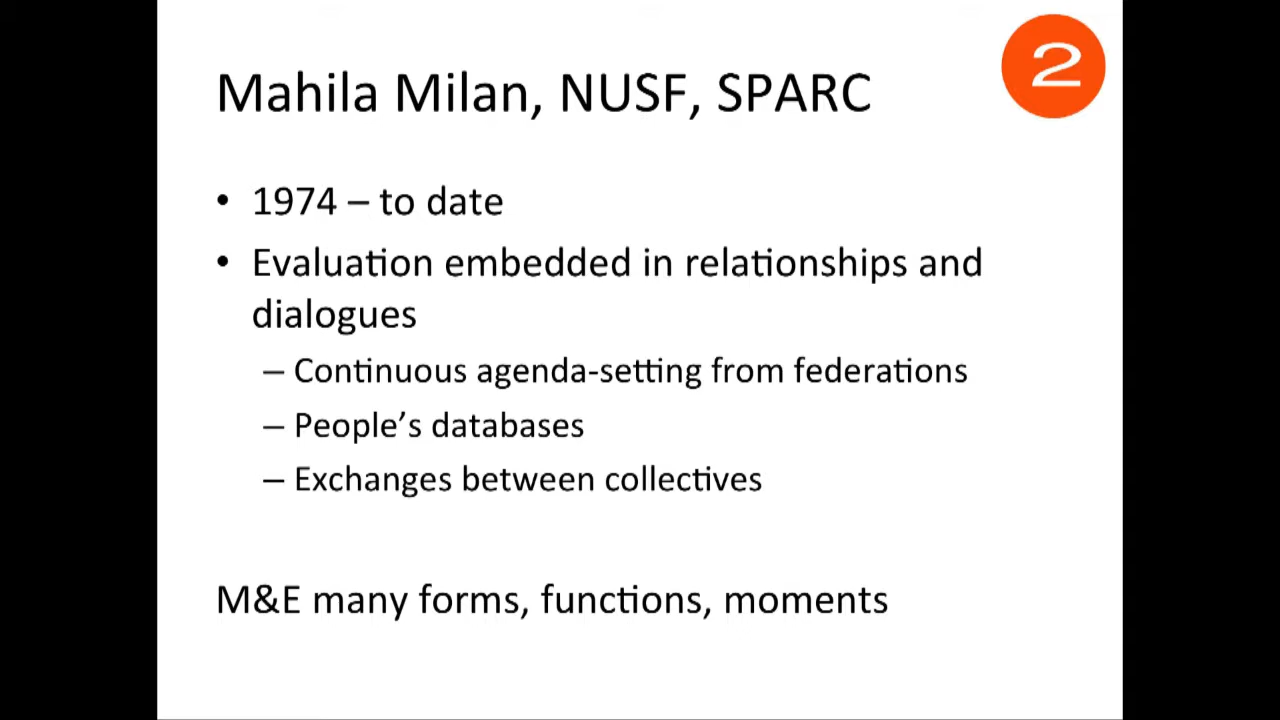 Mahila Milan, NUSF, SPARC
2
• 1974 – to date
• Evaluation embedded in relationships and
dialogues
– Continuous agenda-setting from federations
– People’s databases
– Exchanges between collectives
M&E many forms, functions, moments